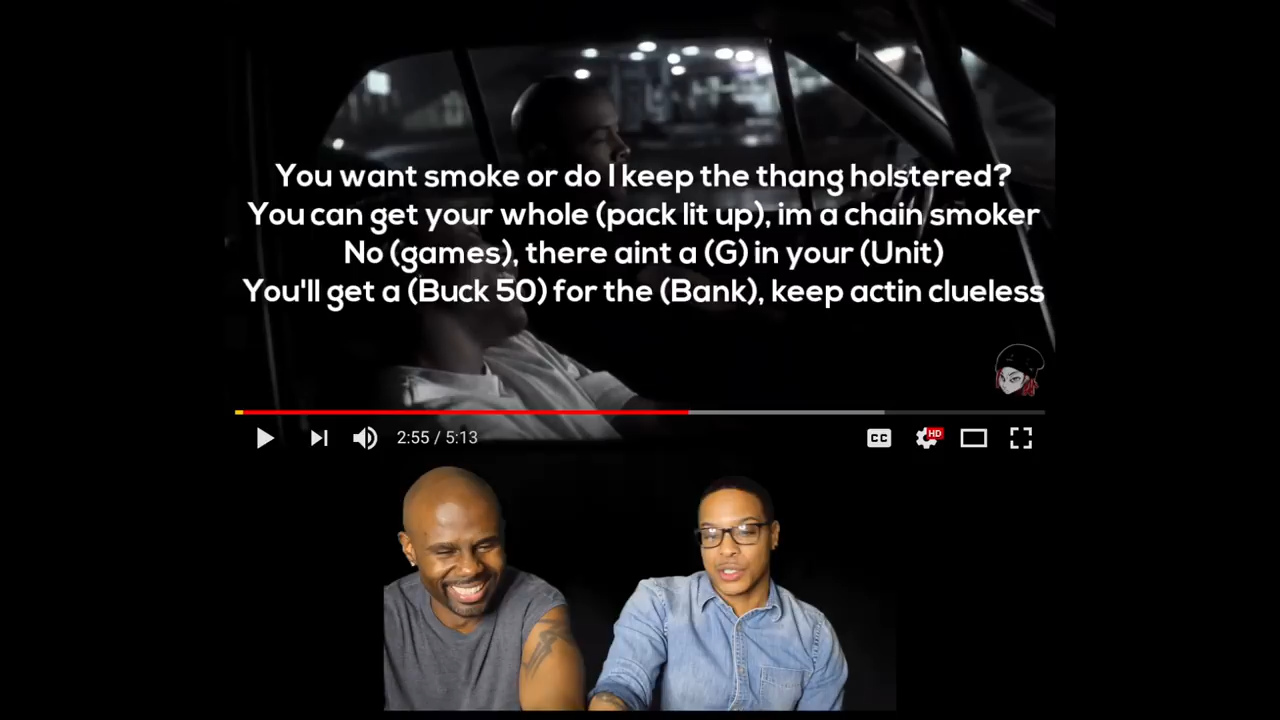 You want smoke or do I keep the thang holstered?
You can get your whole (pack lit up), im a chain smoker
No (games), there aint a (G) in your (Unit)
You'll get a (Buck 50) for the (Bank), keep actin clueless
2:55 / 5:13
CC
HD